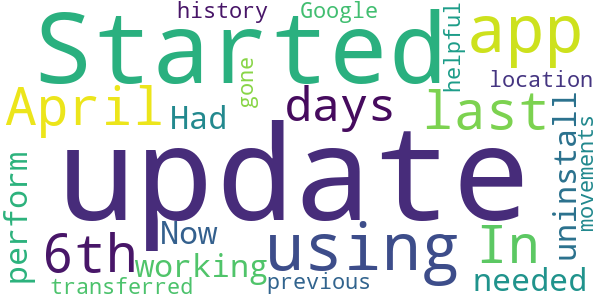 history Google
Started app
helpful
gone
location
April Had days last
uninstall
movements
update
perform
6th Now using In
working
transferred previous needed